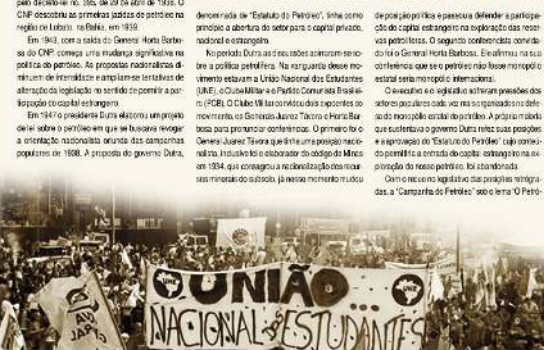 pelo decreto-lei no. 395, de 29 de abril de 1938. O
CNP descobriu as primeiras jazidas de petróleo na
região de Lobato, na Bahia, em 1939.
Em 1943, com a saída do General Horta Barbo-
sa do CNP, começa uma mudança significativa na
política do petróleo. As propostas nacionalistas di-
minuem de intensidade e ampliam-se tentativas de
alteração da legislação no sentido de permitir a par-
ticipação do capital estrangeiro.
Em 1947 o presidente Dutra elaborou um projeto
de lei sobre o petróleo em que se buscava revogar
a orientação nacionalista oriunda das campanhas
populares de 1938. A proposta do governo Dutra,
denominada de "Estatuto do Petróleo", tinha como
princípio a abertura do setor para o capital privado,
nacional e estrangeiro.
No período Dutra as discussões acirraram-se so-
bre a política petrolífera. Na vanguarda desse mo-
vimento estavam a União Nacional dos Estudantes
(UNE), o Clube Militar e o Partido Comunista Brasilei-
ro (PCB). O Clube Militar convidou dois expoentes do
movimento, os Generais Juarez Távora e Horta Bar-
bosa para pronunciar conferências. O primeiro foi o
General Juarez Távora que tinha uma posição nacio-
nalista, inclusive foi o elaborador do código de Minas
em 1934, que consagrou a nacionalização dos recur-
sos minerais do subsolo, já nesse momento mudou
de posição política e passou a defender a participa-
ção do capital estrangeiro na exploração das reser-
vas petrolíferas. O segundo conferencista convida-
do foi o General Horta Barbosa. Ele afirmou na sua
conferência que se o petróleo não fosse monopólio
estatal seria monopólio internacional.
O executivo e o legislativo sofreram pressões dos
setores populares cada vez mais organizados na defe-
sa do monopólio estatal do petróleo. A própria maioria
que sustentava o governo Dutra refez suas posições
e a aprovação do "Estatuto do Petróleo" cujo conteú-
do permitiria a entrada do capital estrangeiro na ex-
ploração do nosso petróleo, foi abandonada.
Com o recuo no legislativo das posições retrógra-
das, a "Campanha do Petróleo" sob o lema "O Petró-
UNE
UNIÃO
UNE
NACIONAL DOS ESTUDANTES